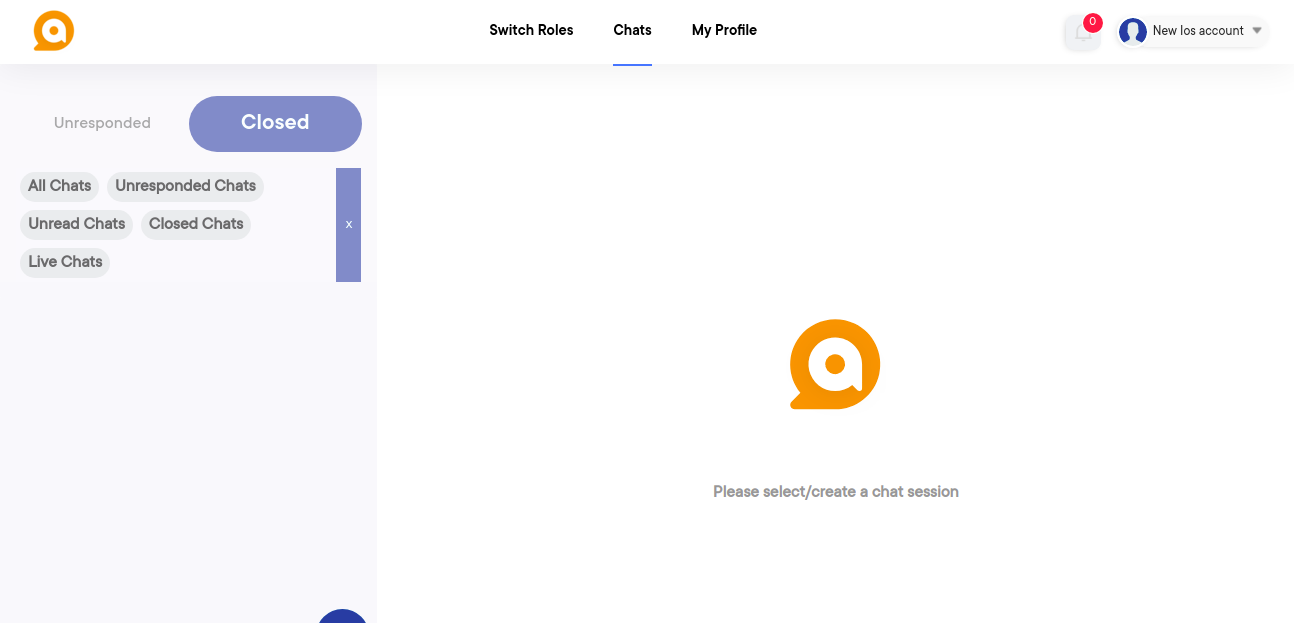 Switch Roles Chats My Profile 0 New Ios account
Unresponded Closed
All Chats Unresponded Chats
Unread Chats Closed Chats x
Live Chats
Please select/create a chat session